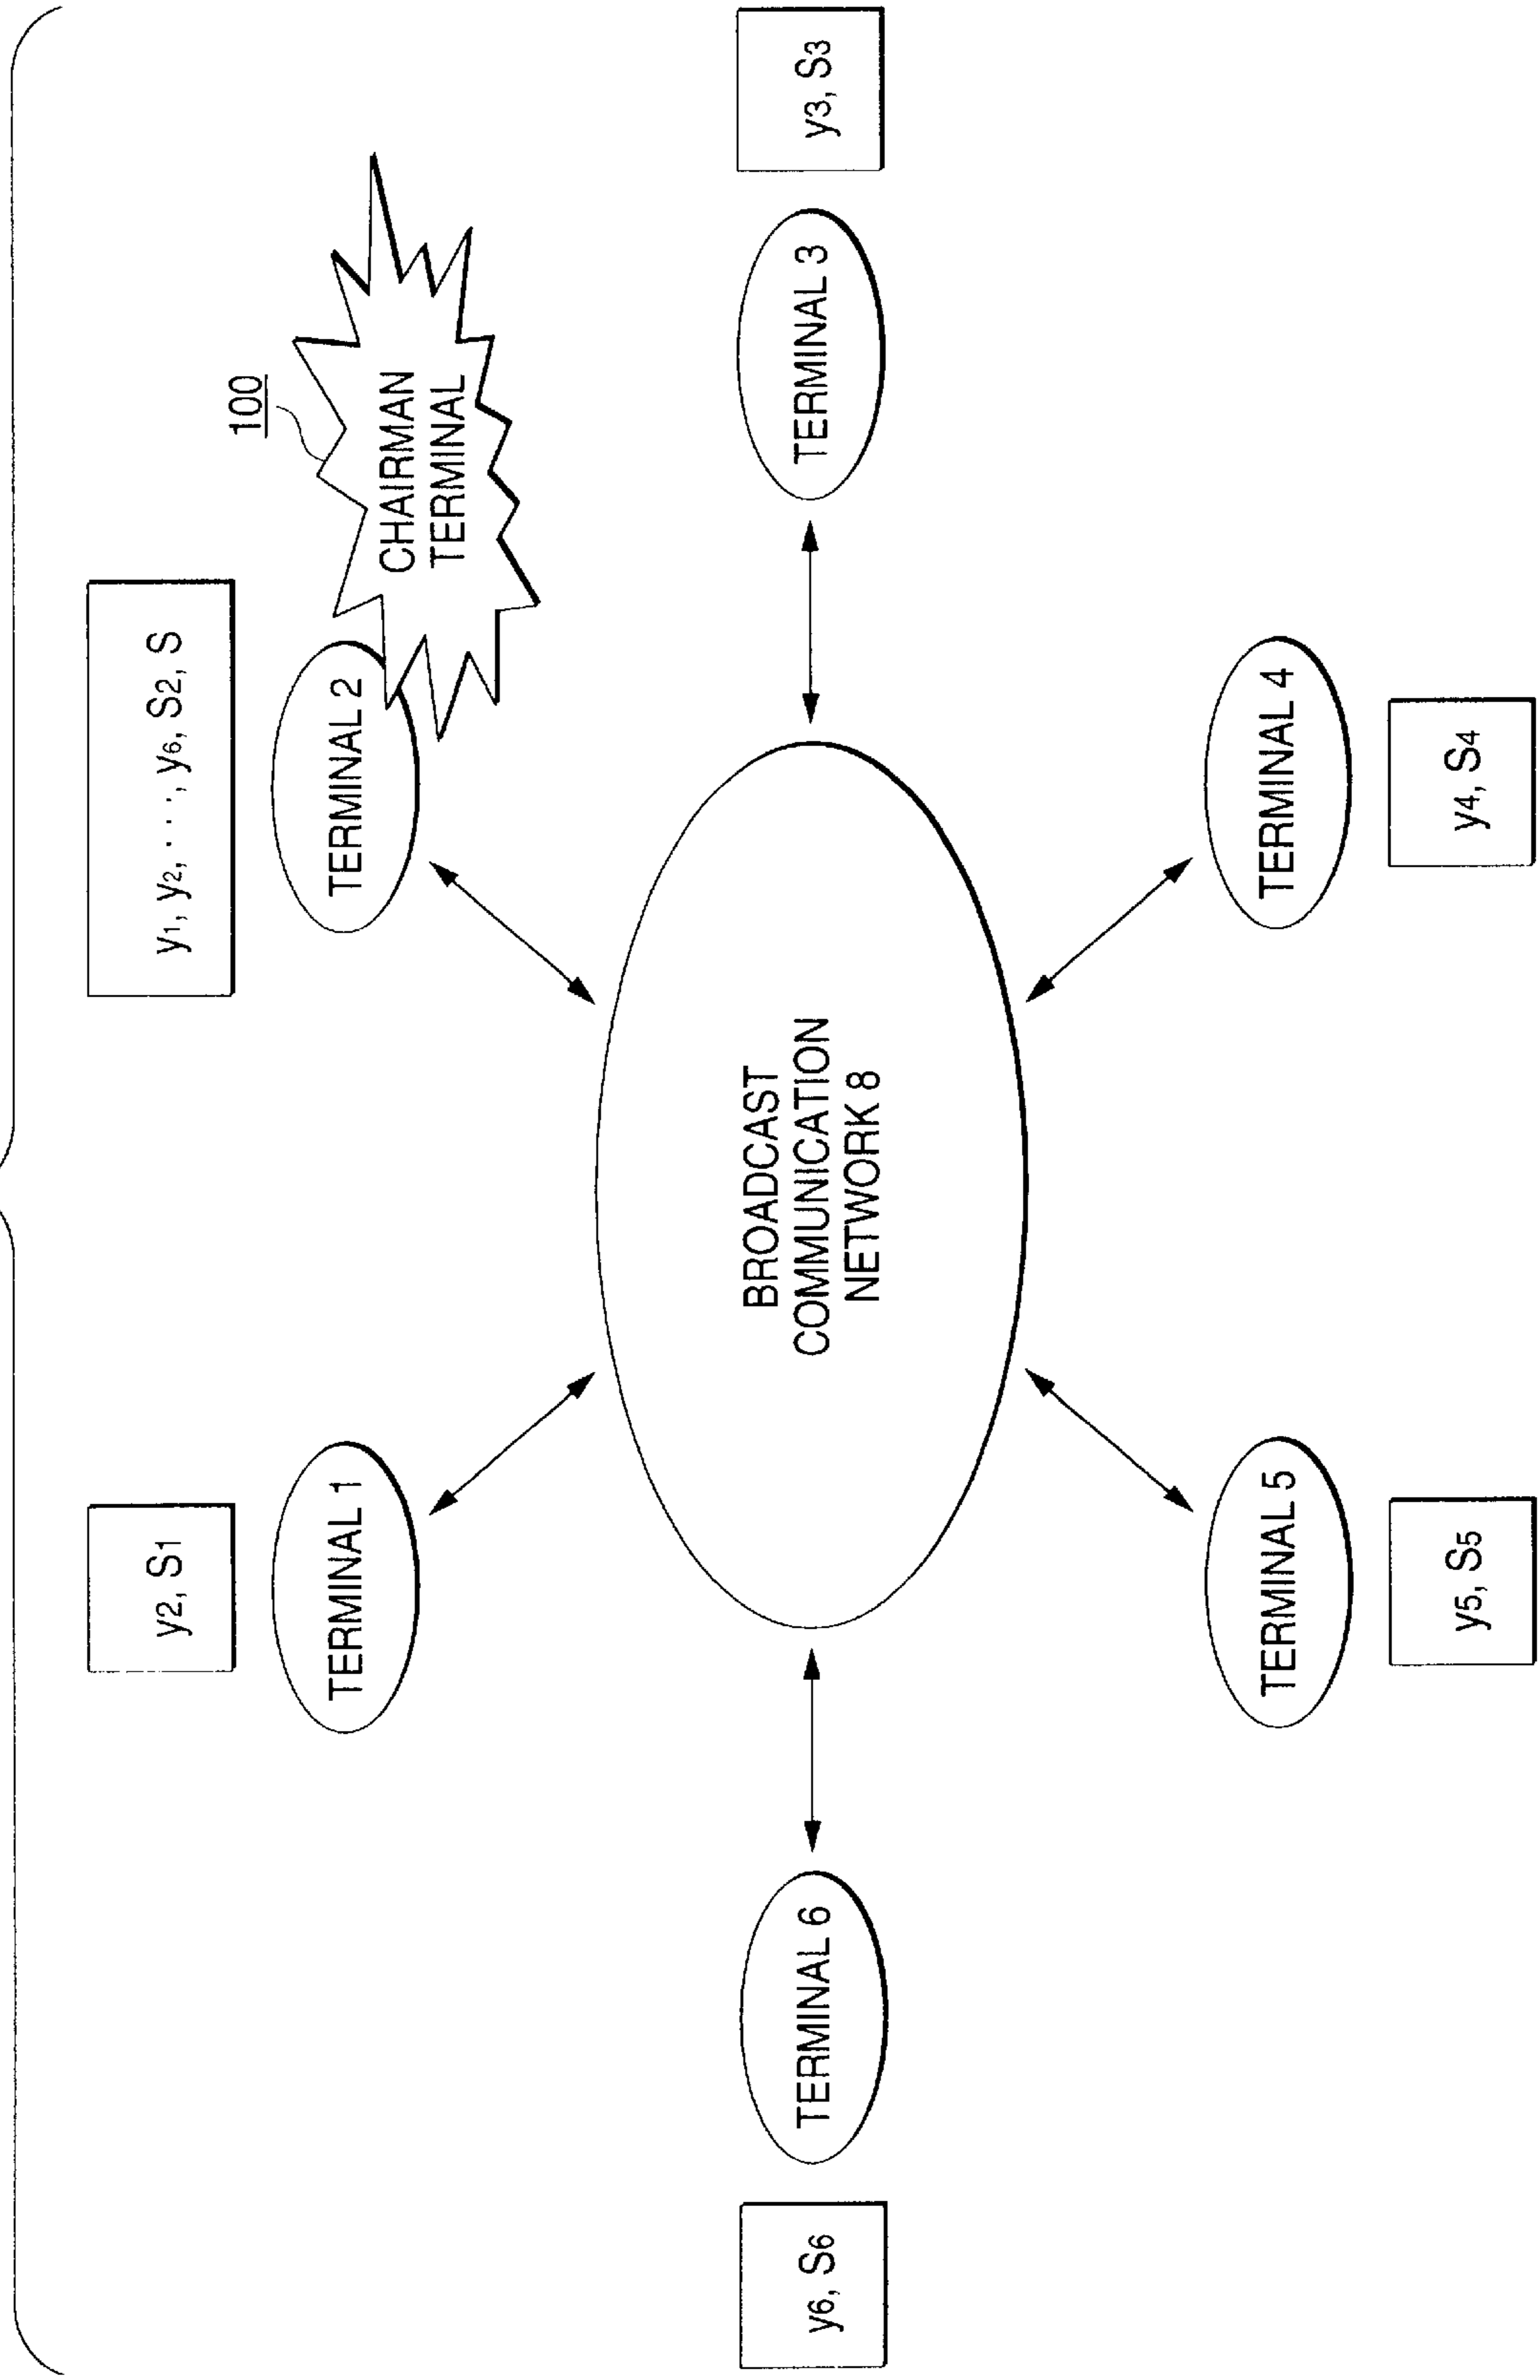 y2, S1
TERMINAL 1
y1, y2, · · ·, y6, S2, S
TERMINAL 2
100
CHAIRMAN
TERMINAL
y6, S6
TERMINAL 6
BROADCAST
COMMUNICATION
NETWORK 8
TERMINAL 3
y3, S3
TERMINAL 5
y5, S5
TERMINAL 4
y4, S4